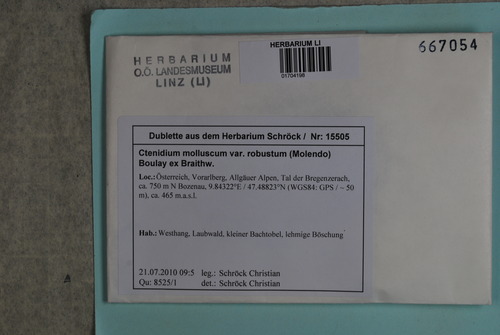 HERBARIUM
O.Ö. LANDESMUSEUM
LINZ (LI)
HERBARIUM LI
01704198
667054
Dublette aus dem Herbarium Schröck / Nr: 15505
Ctenidium molluscum var. robustum (Molendo)
Boulay ex Braithw.
Loc.: Österreich, Vorarlberg, Allgäuer Alpen, Tal der Bregenzerach,
ca. 750 m N Bozenau, 9.84322°E / 47.48823°N (WGS84: GPS / ~ 50
m), ca. 465 m.a.s.l.
Hab.: Westhang, Laubwald, kleiner Bachtobel, lehmige Böschung
21.07.2010 09:5 leg.: Schröck Christian
Qu: 8525/1 det.: Schröck Christian